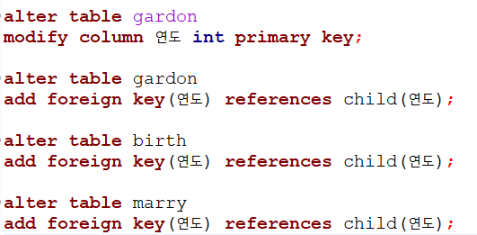 alter table gardon
modify column 연도 int primary key;
alter table gardon
add foreign key(연도) references child(연도);
alter table birth
add foreign key(연도) references child(연도);
alter table marry
add foreign key(연도) references child(연도);